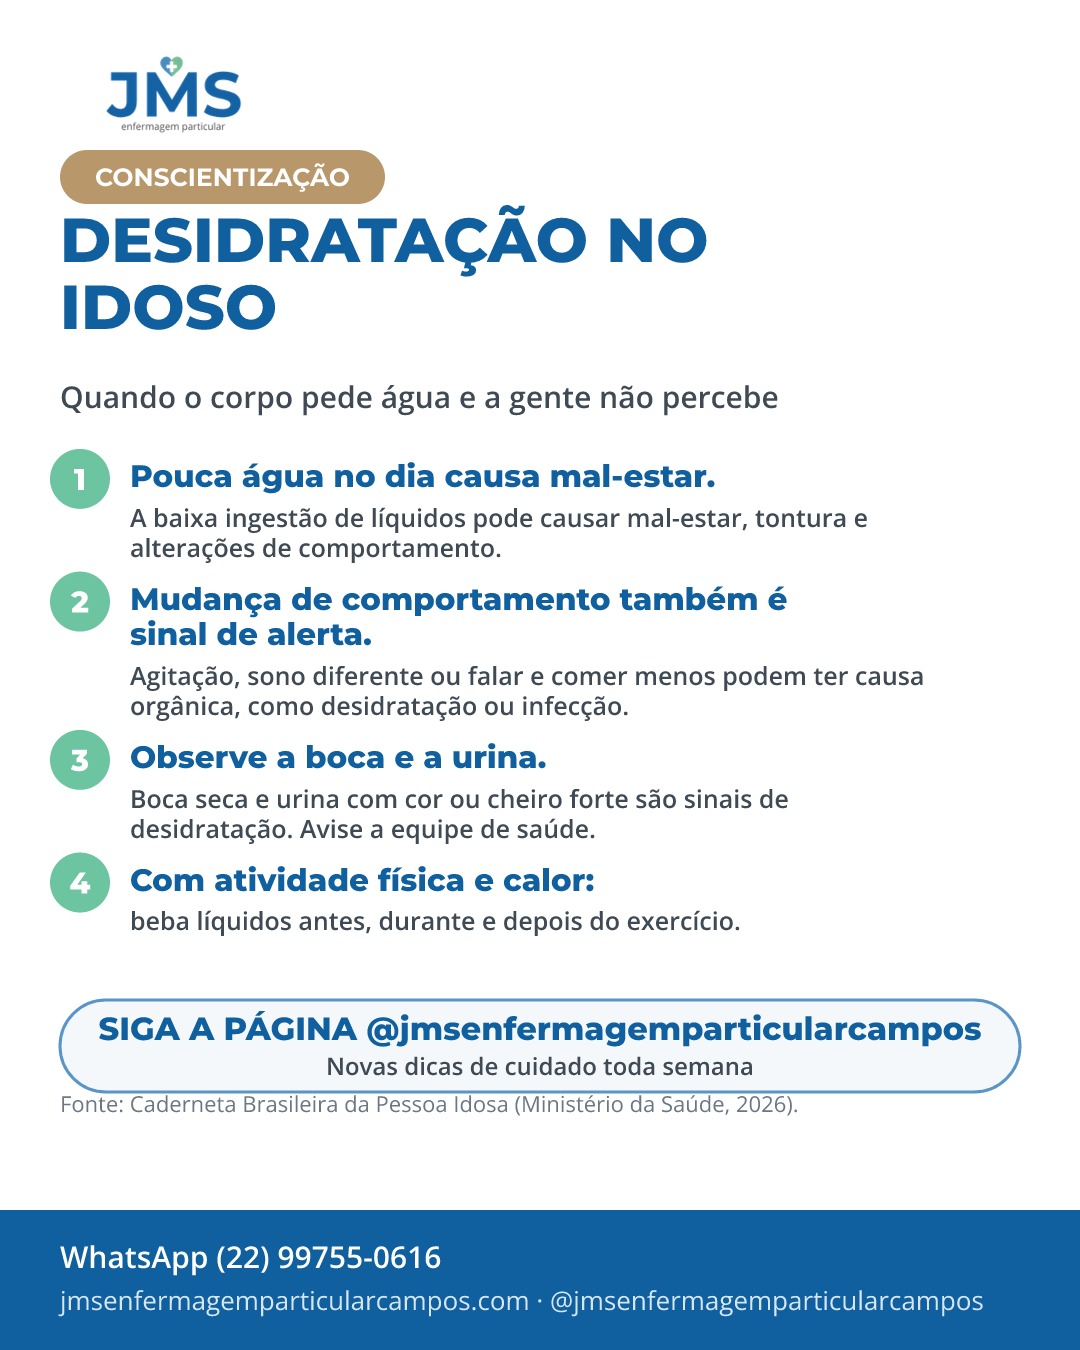 JMS
enfermagem particular
CONSCIENTIZAÇÃO
DESIDRATAÇÃO NO
IDOSO
Quando o corpo pede água e a gente não percebe
1
Pouca água no dia causa mal-estar.
A baixa ingestão de líquidos pode causar mal-estar, tontura e
alterações de comportamento.
2
Mudança de comportamento também é
sinal de alerta.
Agitação, sono diferente ou falar e comer menos podem ter causa
orgânica, como desidratação ou infecção.
3
Observe a boca e a urina.
Boca seca e urina com cor ou cheiro forte são sinais de
desidratação. Avise a equipe de saúde.
4
Com atividade física e calor:
beba líquidos antes, durante e depois do exercício.
SIGA A PÁGINA @jmsenfermagemparticularcampos
Novas dicas de cuidado toda semana
Fonte: Caderneta Brasileira da Pessoa Idosa (Ministério da Saúde, 2026).
WhatsApp (22) 99755-0616
jmsenfermagemparticularcampos.com · @jmsenfermagemparticularcampos